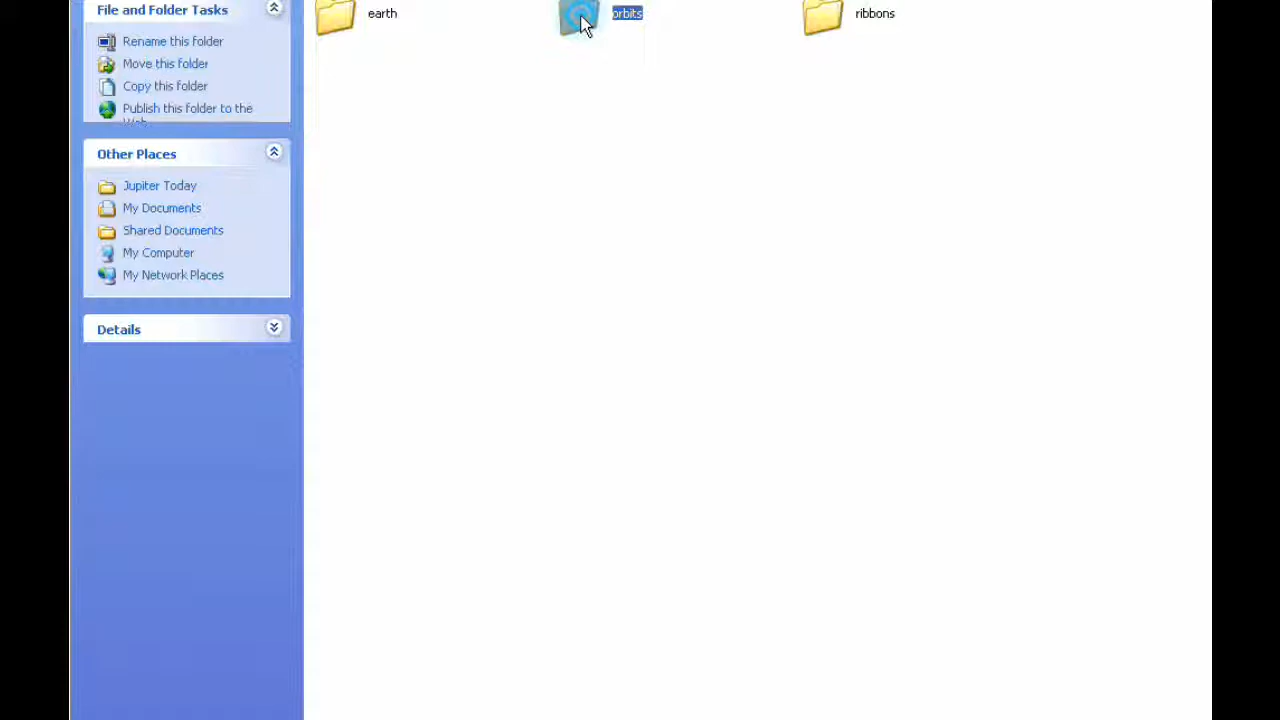 File and Folder Tasks
earth
orbits
ribbons
Rename this folder
Move this folder
Copy this folder
Publish this folder to the
Web
Other Places
Jupiter Today
My Documents
Shared Documents
My Computer
My Network Places
Details